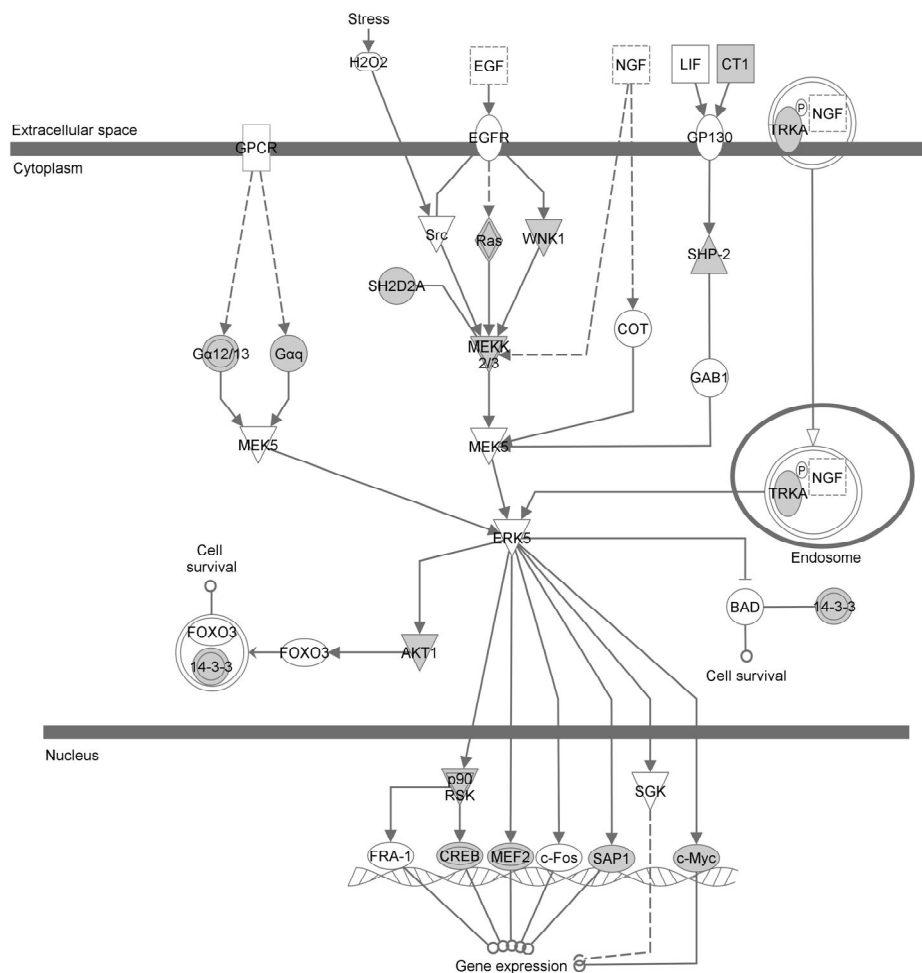 Stress
H2O2
EGF
NGF
LIF
CT1
P
NGF
TRKA
Extracellular space
GPCR
EGFR
GP130
Cytoplasm
Src
Ras
WNK1
SHP-2
SH2D2A
COT
Gα12/13
Gαq
MEKK
2/3
GAB1
MEK5
MEK5
P
NGF
TRKA
ERK5
Endosome
Cell
survival
BAD
14-3-3
FOXO3
14-3-3
FOXO3
AKT1
Cell survival
Nucleus
p90
RSK
SGK
FRA-1
CREB
MEF2
c-Fos
SAP1
c-Myc
Gene expression